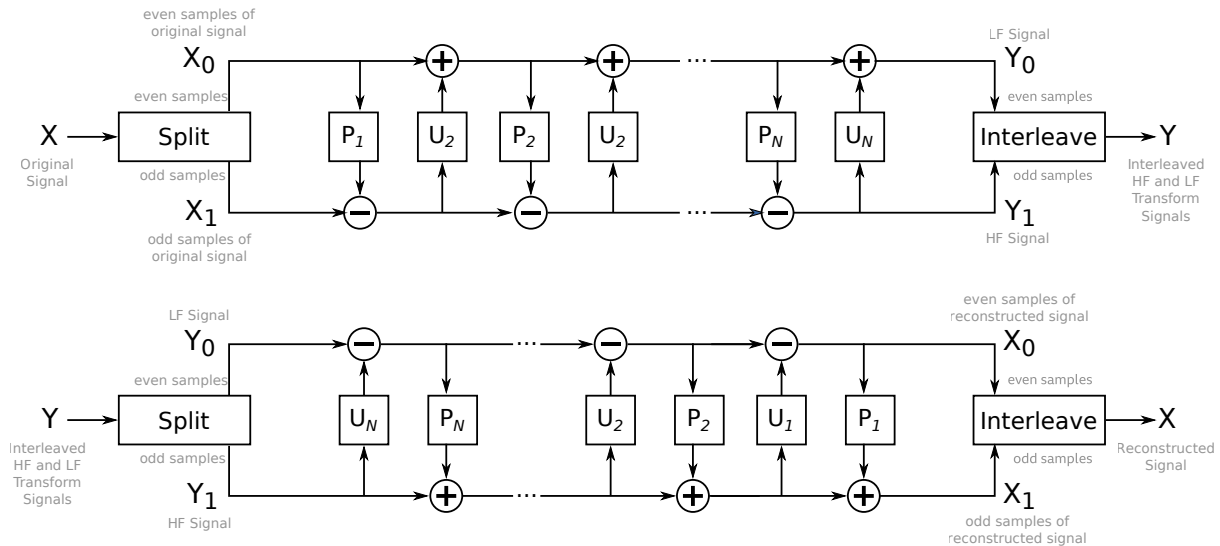 even samples of
original signal
X0
even samples
X
Original
Signal
Split
odd samples
X1
odd samples of
original signal
P1
U2
P2
U2
...
...
PN
UN
LF Signal
Y0
even samples
Interleave
odd samples
Y1
HF Signal
Y
Interleaved
HF and LF
Transform
Signals
LF Signal
Y0
even samples
Y
Interleaved
HF and LF
Transform
Signals
Split
odd samples
Y1
HF Signal
UN
PN
...
...
U2
P2
U1
P1
even samples of
reconstructed signal
X0
even samples
Interleave
odd samples
X1
odd samples of
reconstructed signal
X
Reconstructed
Signal